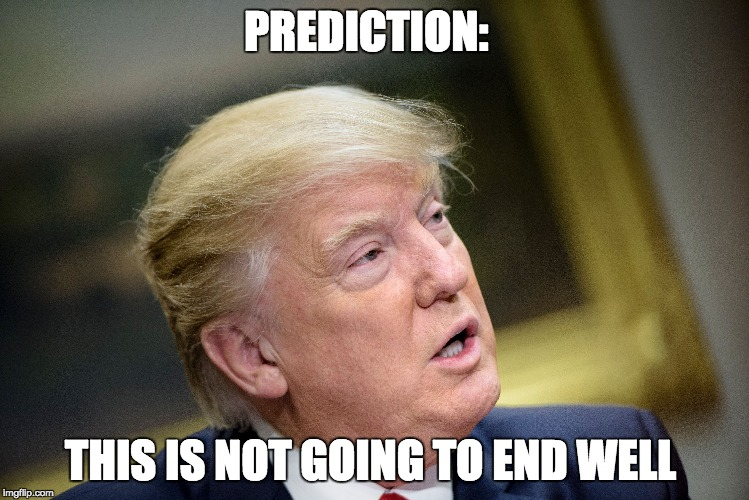 PREDICTION:
THIS IS NOT GOING TO END WELL
imgflip.com